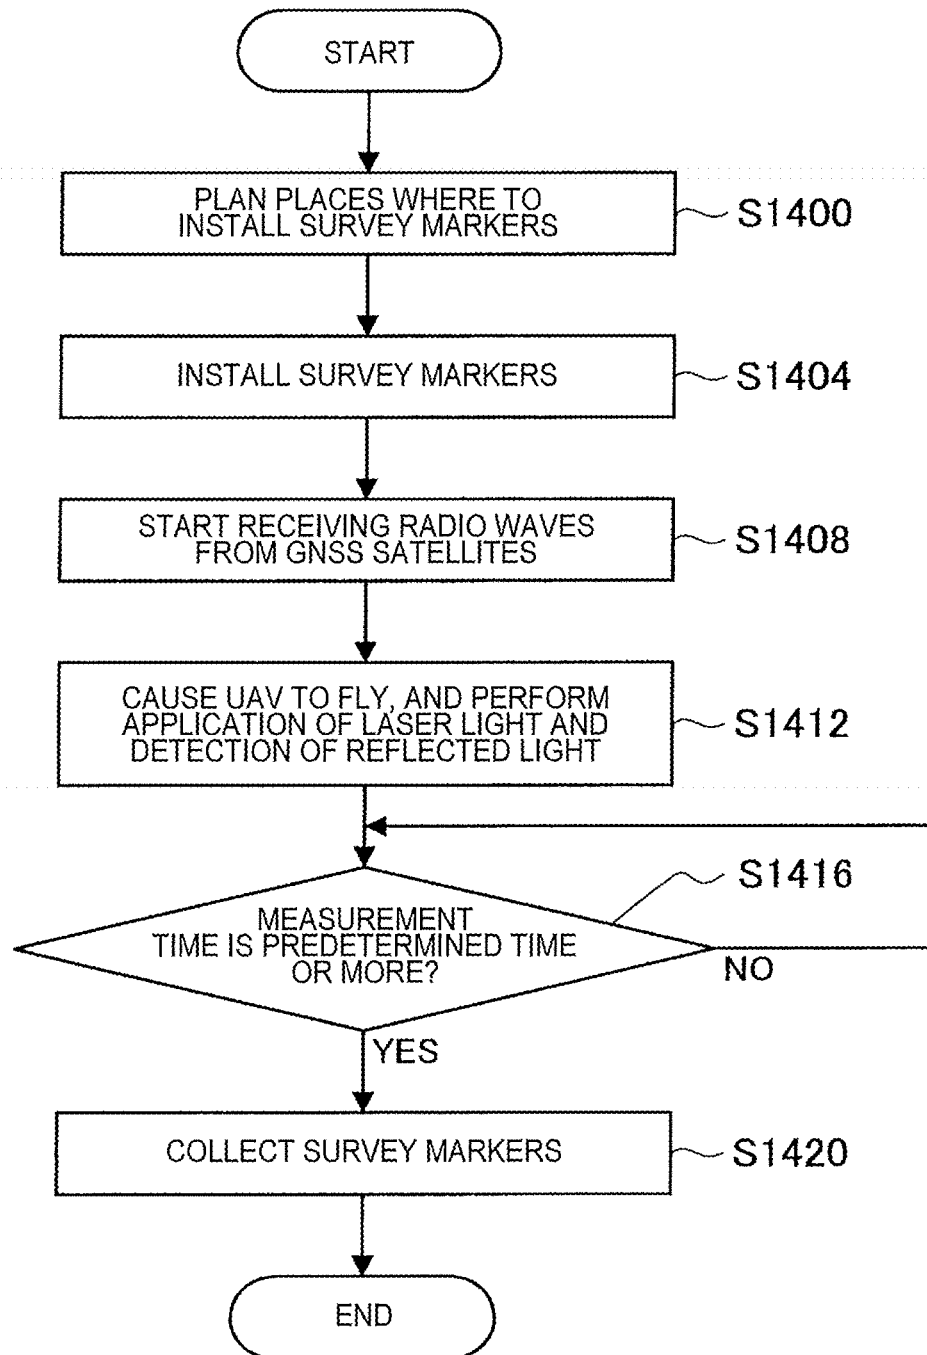 START
PLAN PLACES WHERE TO
INSTALL SURVEY MARKERS
S1400
INSTALL SURVEY MARKERS
S1404
START RECEIVING RADIO WAVES
FROM GNSS SATELLITES
S1408
CAUSE UAV TO FLY, AND PERFORM
APPLICATION OF LASER LIGHT AND
DETECTION OF REFLECTED LIGHT
S1412
S1416
MEASUREMENT
TIME IS PREDETERMINED TIME
OR MORE?
NO
YES
COLLECT SURVEY MARKERS
S1420
END